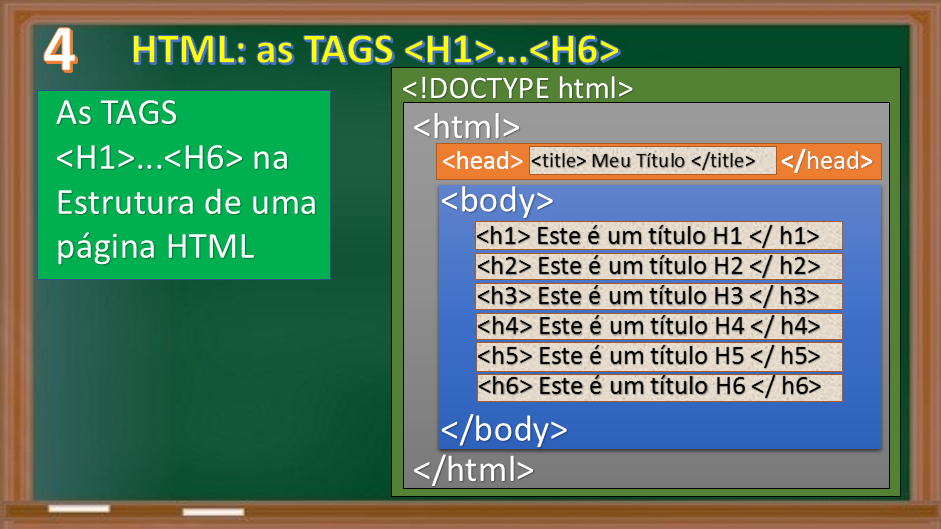 4
HTML: as TAGS <H1>...<H6>
As TAGS
<H1>...<H6> na
Estrutura de uma
página HTML
<!DOCTYPE html>
<html>
<head> <title> Meu Título </title> </head>
<body>
<h1> Este é um título H1 </ h1>
<h2> Este é um título H2 </ h2>
<h3> Este é um título H3 </ h3>
<h4> Este é um título H4 </ h4>
<h5> Este é um título H5 </ h5>
<h6> Este é um título H6 </ h6>
</body>
</html>